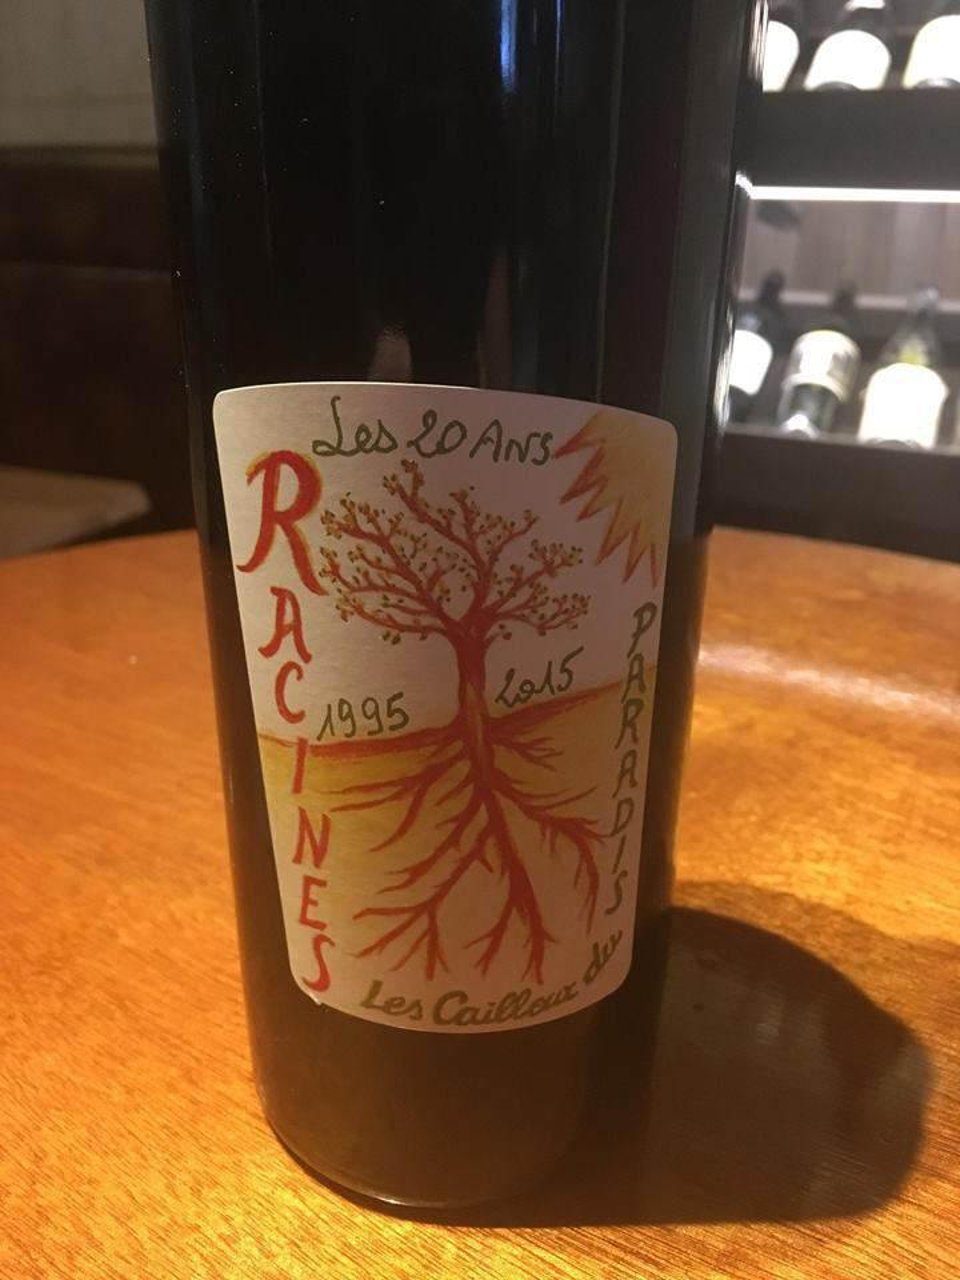 Les 20 Ans
RACINES
1995
2015
Les Cailloux du
PARADIS